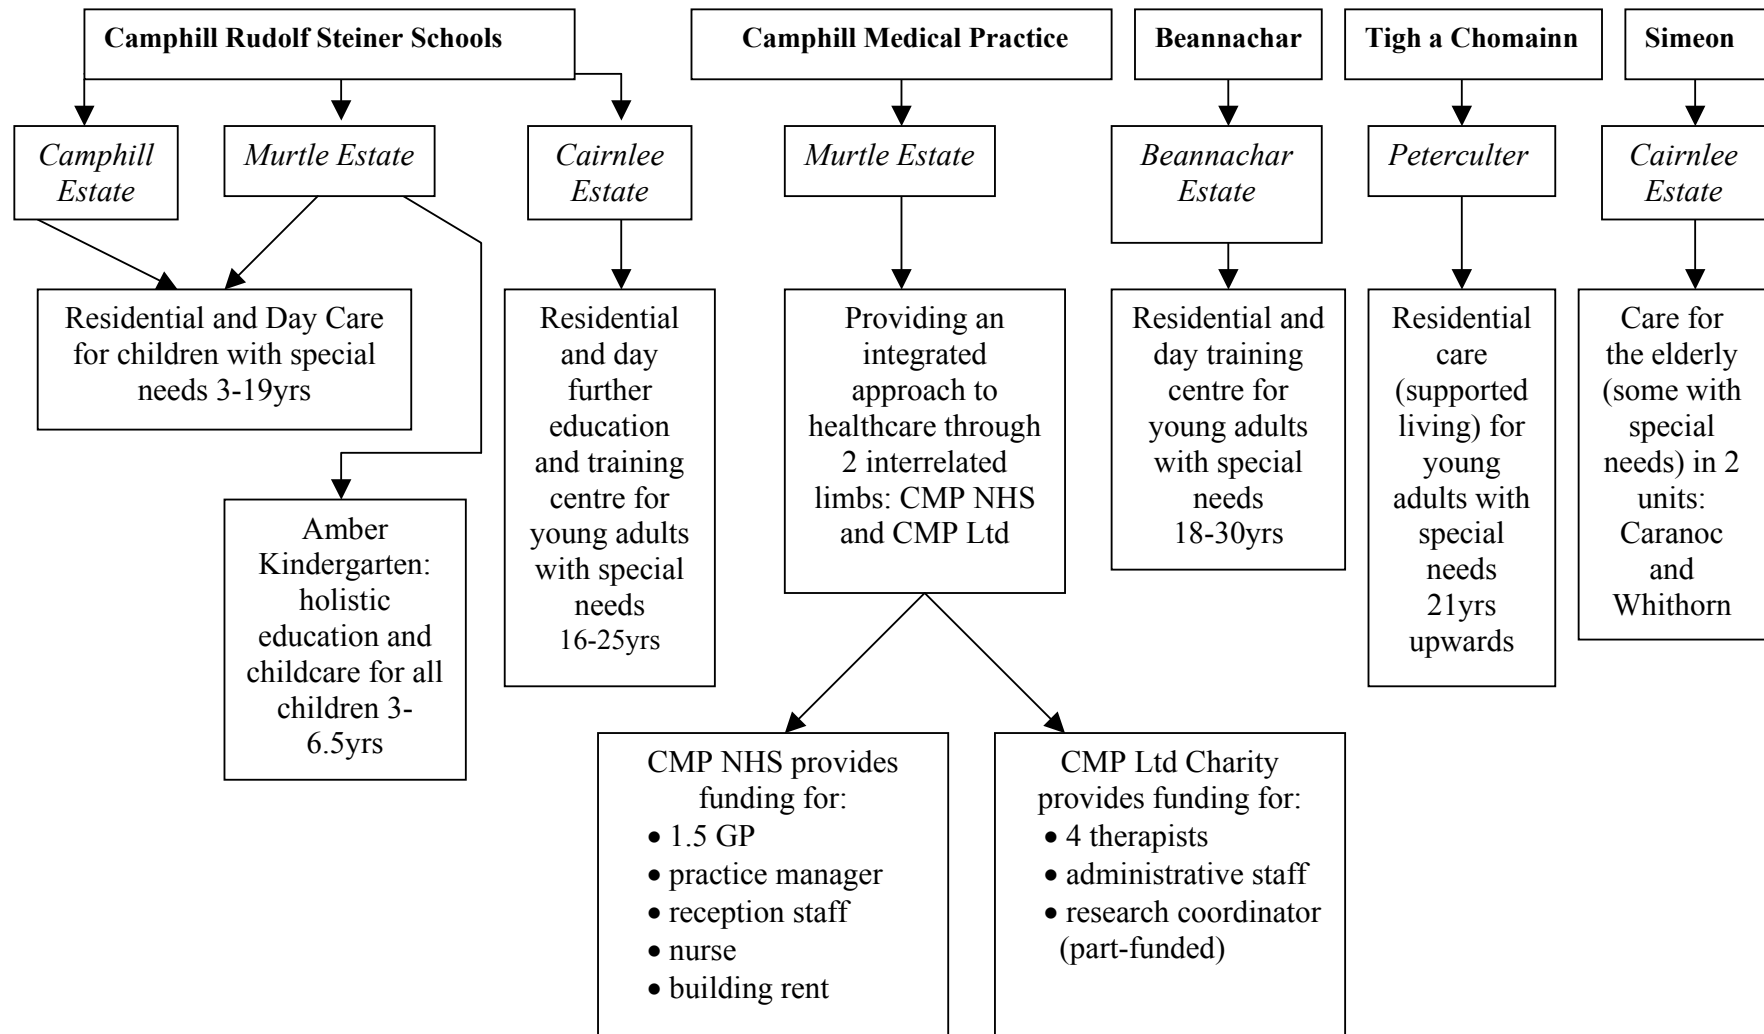 Camphill Rudolf Steiner Schools
Camphill Medical Practice
Beannachar
Tigh a Chomainn
Simeon
Camphill
Estate
Murtle Estate
Cairnlee
Estate
Murtle Estate
Beannachar
Estate
Peterculter
Cairnlee
Estate
Residential and Day Care
for children with special
needs 3-19yrs
Amber
Kindergarten:
holistic
education and
childcare for all
children 3-
6.5yrs
Residential
and day
further
education
and training
centre for
young adults
with special
needs
16-25yrs
Providing an
integrated
approach to
healthcare through
2 interrelated
limbs: CMP NHS
and CMP Ltd
Residential and
day training
centre for
young adults
with special
needs
18-30yrs
Residential
care
(supported
living) for
young
adults with
special
needs
21yrs
upwards
Care for
the elderly
(some with
special
needs) in 2
units:
Caranoc
and
Whithorn
CMP NHS provides
funding for:
• 1.5 GP
• practice manager
• reception staff
• nurse
• building rent
CMP Ltd Charity
provides funding for:
• 4 therapists
• administrative staff
• research coordinator
(part-funded)